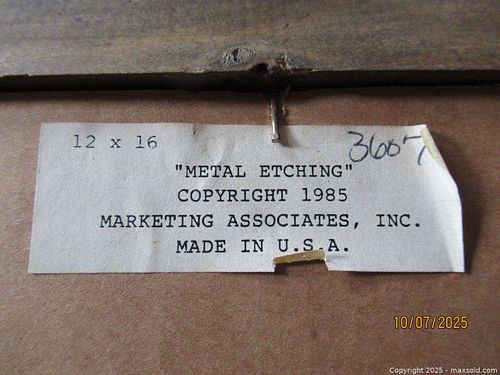 12 x 16
3607
"METAL ETCHING"
COPYRIGHT 1985
MARKETING ASSOCIATES, INC.
MADE IN U.S.A.
10/07/2025
Copyright © 2025 - maxsold.com